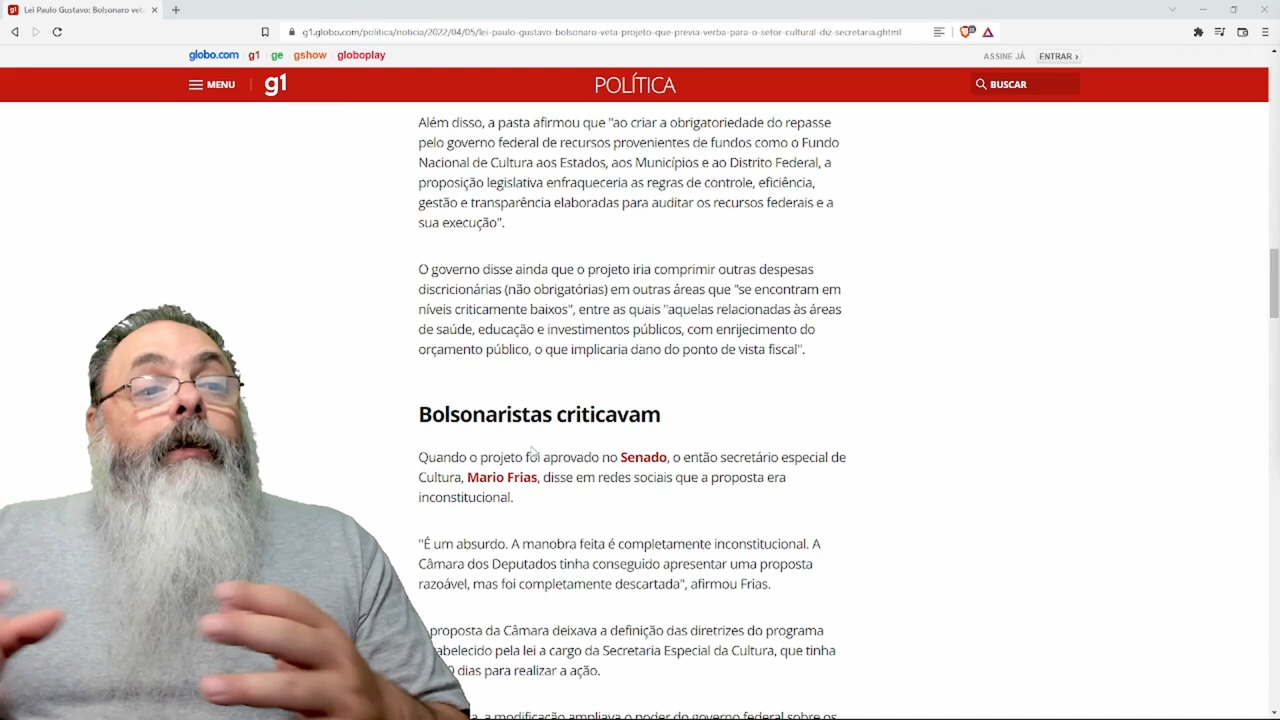 Lei Paulo Gustavo: Bolsonaro veta
g1.globo.com/politica/noticia/2022/04/05/lei-paulo-gustavo-bolsonaro-veta-projeto-que-previa-verba-para-o-setor-cultural-diz-secretaria.ghtml
globo.com g1 ge gshow globoplay
ASSINE JÁ ENTRAR ›
MENU g1 POLÍTICA BUSCAR
Além disso, a pasta afirmou que "ao criar a obrigatoriedade do repasse
pelo governo federal de recursos provenientes de fundos como o Fundo
Nacional de Cultura aos Estados, aos Municípios e ao Distrito Federal, a
proposição legislativa enfraqueceria as regras de controle, eficiência,
gestão e transparência elaboradas para auditar os recursos federais e a
sua execução".
O governo disse ainda que o projeto iria comprimir outras despesas
discricionárias (não obrigatórias) em outras áreas que "se encontram em
níveis criticamente baixos", entre as quais "aquelas relacionadas às áreas
de saúde, educação e investimentos públicos, com enrijecimento do
orçamento público, o que implicaria dano do ponto de vista fiscal".
Bolsonaristas criticavam
Quando o projeto foi aprovado no Senado, o então secretário especial de
Cultura, Mario Frias, disse em redes sociais que a proposta era
inconstitucional.
"É um absurdo. A manobra feita é completamente inconstitucional. A
Câmara dos Deputados tinha conseguido apresentar uma proposta
razoável, mas foi completamente descartada", afirmou Frias.
proposta da Câmara deixava a definição das diretrizes do programa
abelecido pela lei a cargo da Secretaria Especial da Cultura, que tinha
0 dias para realizar a ação.
a modificação ampliava o poder do governo federal sobre os